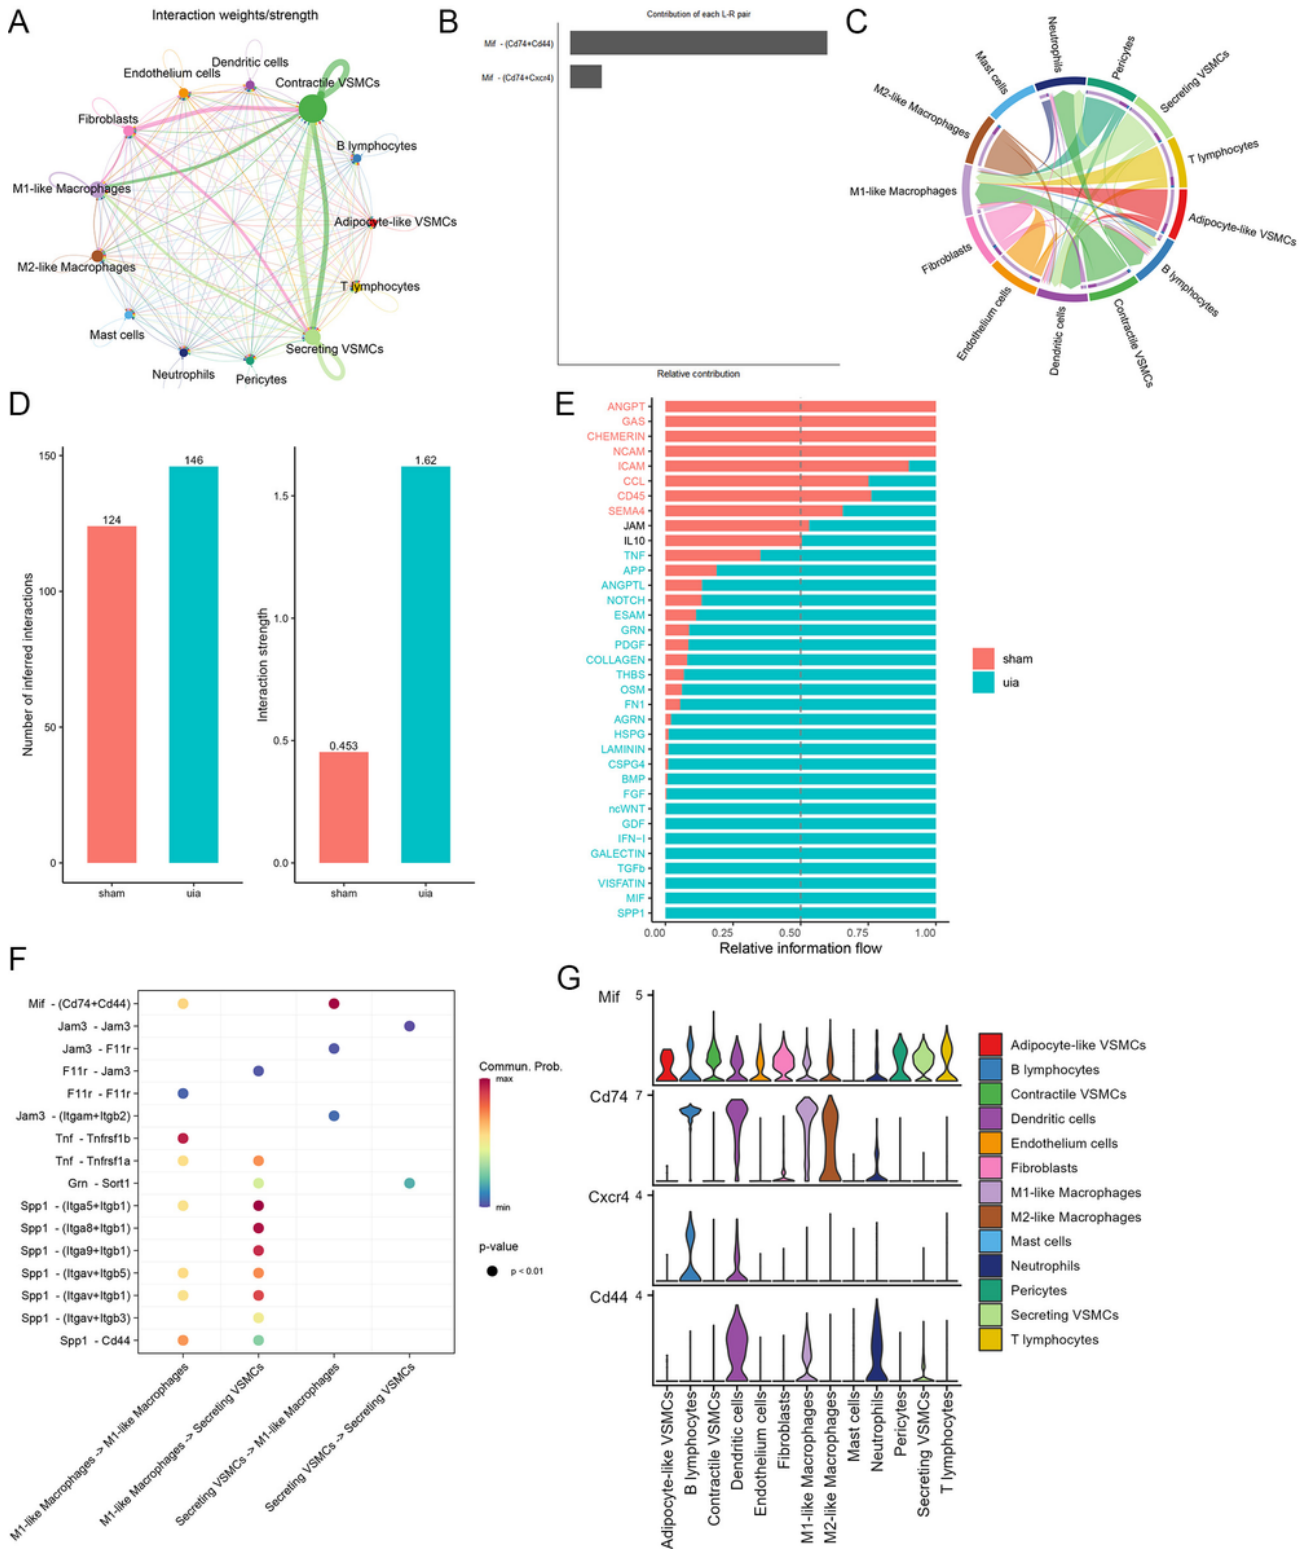 A
Interaction weights/strength
Dendritic cells
Endothelium cells
Contractile VSMCs
Fibroblasts
B lymphocytes
M1-like Macrophages
Adipocyte-like VSMCs
M2-like Macrophages
T lymphocytes
Mast cells
Secreting VSMCs
Neutrophils
Pericytes
B
Contribution of each L-R pair
Mif - (Cd74+Cd44)
Mif - (Cd74+Cxcr4)
Relative contribution
C
Neutrophils
Pericytes
Mast cells
Secreting VSMCs
M2-like Macrophages
T lymphocytes
M1-like Macrophages
Adipocyte-like VSMCs
Fibroblasts
B lymphocytes
Endothelium cells
Dendritic cells
Contractile VSMCs
D
Number of inferred interactions
150
100
50
0
124
146
sham
uia
Interaction strength
1.5
1.0
0.5
0.0
0.453
1.62
sham
uia
E
ANGPT
GAS
CHEMERIN
NCAM
ICAM
CCL
CD45
SEMA4
JAM
IL10
TNF
APP
ANGPTL
NOTCH
ESAM
GRN
PDGF
COLLAGEN
THBS
OSM
FN1
AGRN
HSPG
LAMININ
CSPG4
BMP
FGF
ncWNT
GDF
IFN-I
GALECTIN
TGFb
VISFATIN
MIF
SPP1
0.00 0.25 0.50 0.75 1.00
Relative information flow
sham
uia
F
Mif - (Cd74+Cd44)
Jam3 - Jam3
Jam3 - F11r
F11r - Jam3
F11r - F11r
Jam3 - (Itgam+Itgb2)
Tnf - Tnfrsf1b
Tnf - Tnfrsf1a
Grn - Sort1
Spp1 - (Itga5+Itgb1)
Spp1 - (Itga8+Itgb1)
Spp1 - (Itga9+Itgb1)
Spp1 - (Itgav+Itgb5)
Spp1 - (Itgav+Itgb1)
Spp1 - (Itgav+Itgb3)
Spp1 - Cd44
M1-like Macrophages -> M1-like Macrophages
M1-like Macrophages -> Secreting VSMCs
Secreting VSMCs -> M1-like Macrophages
Secreting VSMCs -> Secreting VSMCs
Commun. Prob.
max
min
p-value
p < 0.01
G
Mif 5
Cd74 7
Cxcr4 4
Cd44 4
Adipocyte-like VSMCs
B lymphocytes
Contractile VSMCs
Dendritic cells
Endothelium cells
Fibroblasts
M1-like Macrophages
M2-like Macrophages
Mast cells
Neutrophils
Pericytes
Secreting VSMCs
T lymphocytes
Adipocyte-like VSMCs
B lymphocytes
Contractile VSMCs
Dendritic cells
Endothelium cells
Fibroblasts
M1-like Macrophages
M2-like Macrophages
Mast cells
Neutrophils
Pericytes
Secreting VSMCs
T lymphocytes